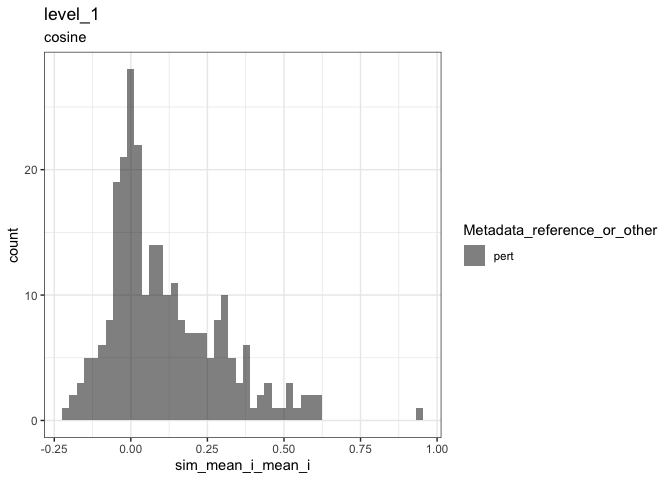 level_1
cosine
20
10
0
count
-0.25 0.00 0.25 0.50 0.75 1.00
sim_mean_i_mean_i
Metadata_reference_or_other
pert